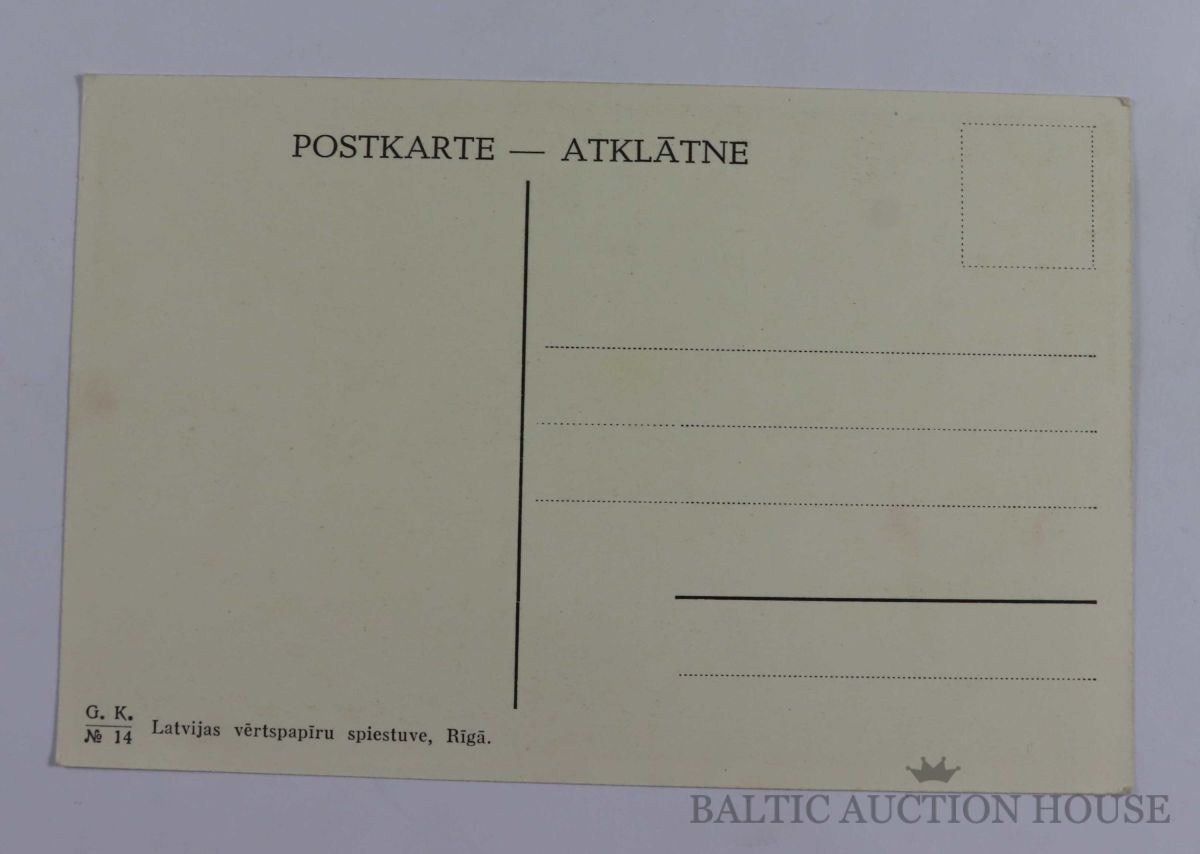 POSTKARTE — ATKLĀTNE
G. K.
№ 14
Latvijas vērtspapīru spiestuve, Rīgā.
BALTIC AUCTION HOUSE